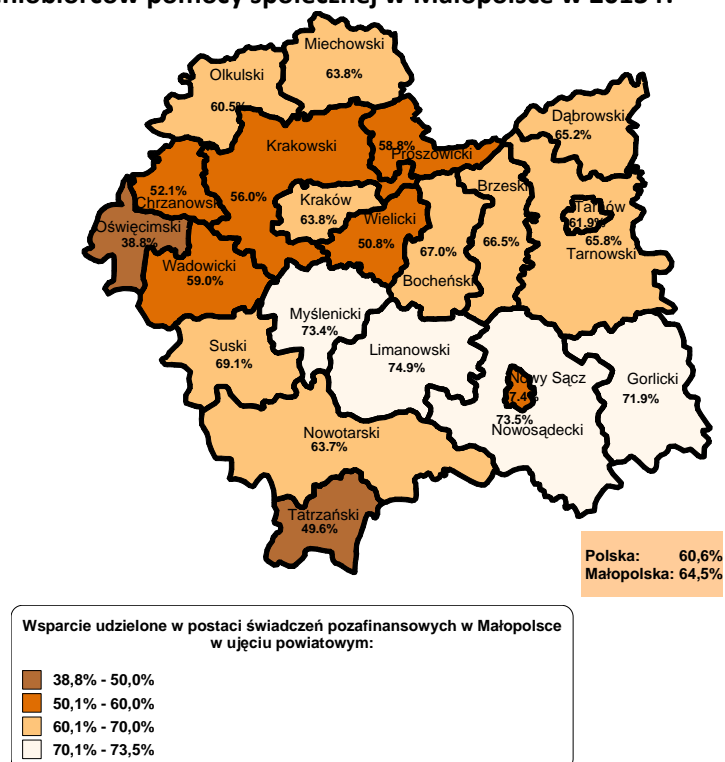 pomocy społecznej w Małopolsce w 2013 r.
Miechowski
63.8%
Olkulski
60.5%
Dąbrowski
65.2%
Krakowski
56.0%
58.8%
Proszowicki
Brzeski
66.5%
52.1%
Chrzanowski
Kraków
63.8%
Wielicki
50.8%
Tarnów
61.9%
65.8%
Tarnowski
Oświęcimski
38.8%
67.0%
Bocheński
Wadowicki
59.0%
Myślenicki
73.4%
Suski
69.1%
Limanowski
74.9%
Nowy Sącz
73.5%
Nowosądecki
Gorlicki
71.9%
Nowotarski
63.7%
Tatrzański
49.6%
Polska: 60,6%
Małopolska: 64,5%
Wsparcie udzielone w postaci świadczeń pozafinansowych w Małopolsce
w ujęciu powiatowym:
38,8% - 50,0%
50,1% - 60,0%
60,1% - 70,0%
70,1% - 73,5%